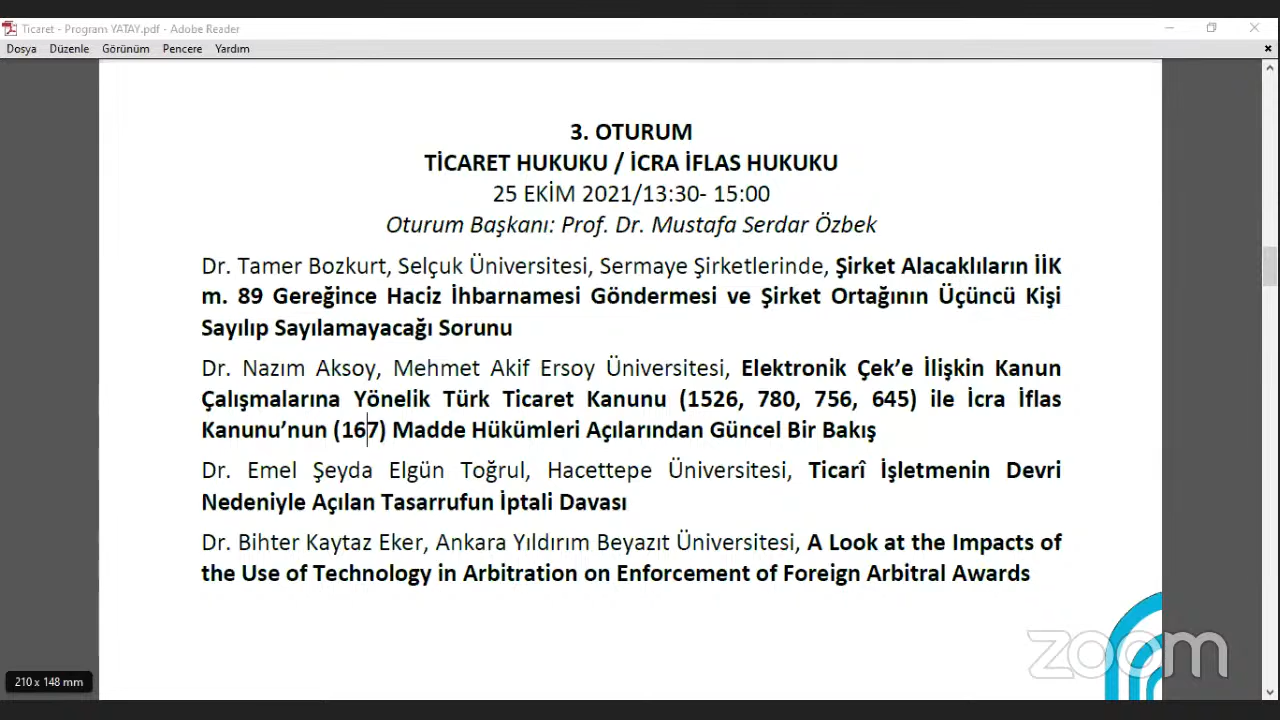 Ticaret - Program YATAY.pdf - Adobe Reader
Dosya Düzenle Görünüm Pencere Yardım
3. OTURUM
TİCARET HUKUKU / İCRA İFLAS HUKUKU
25 EKİM 2021/13:30- 15:00
Oturum Başkanı: Prof. Dr. Mustafa Serdar Özbek
Dr. Tamer Bozkurt, Selçuk Üniversitesi, Sermaye Şirketlerinde, Şirket Alacaklıların İİK
m. 89 Gereğince Haciz İhbarnamesi Göndermesi ve Şirket Ortağının Üçüncü Kişi
Sayılıp Sayılamayacağı Sorunu
Dr. Nazım Aksoy, Mehmet Akif Ersoy Üniversitesi, Elektronik Çek’e İlişkin Kanun
Çalışmalarına Yönelik Türk Ticaret Kanunu (1526, 780, 756, 645) ile İcra İflas
Kanunu’nun (167) Madde Hükümleri Açılarından Güncel Bir Bakış
Dr. Emel Şeyda Elgün Toğrul, Hacettepe Üniversitesi, Ticarî İşletmenin Devri
Nedeniyle Açılan Tasarrufun İptali Davası
Dr. Bihter Kaytaz Eker, Ankara Yıldırım Beyazıt Üniversitesi, A Look at the Impacts of
the Use of Technology in Arbitration on Enforcement of Foreign Arbitral Awards
zoom
210 x 148 mm